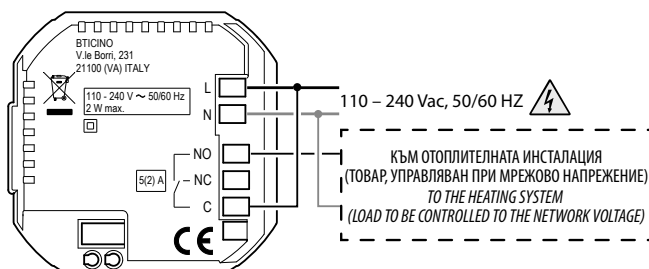 BTICINO
V.le Borri, 231
21100 (VA) ITALY
110 - 240 V ~ 50/60 Hz
2 W max.
L
N
NO
NC
C
5(2) A
CE
110 – 240 Vac, 50/60 HZ
КЪМ ОТОПЛИТЕЛНАТА ИНСТАЛАЦИЯ
(ТОВАР, УПРАВЛЯВАН ПРИ МРЕЖОВО НАПРЕЖЕНИЕ)
TO THE HEATING SYSTEM
(LOAD TO BE CONTROLLED TO THE NETWORK VOLTAGE)